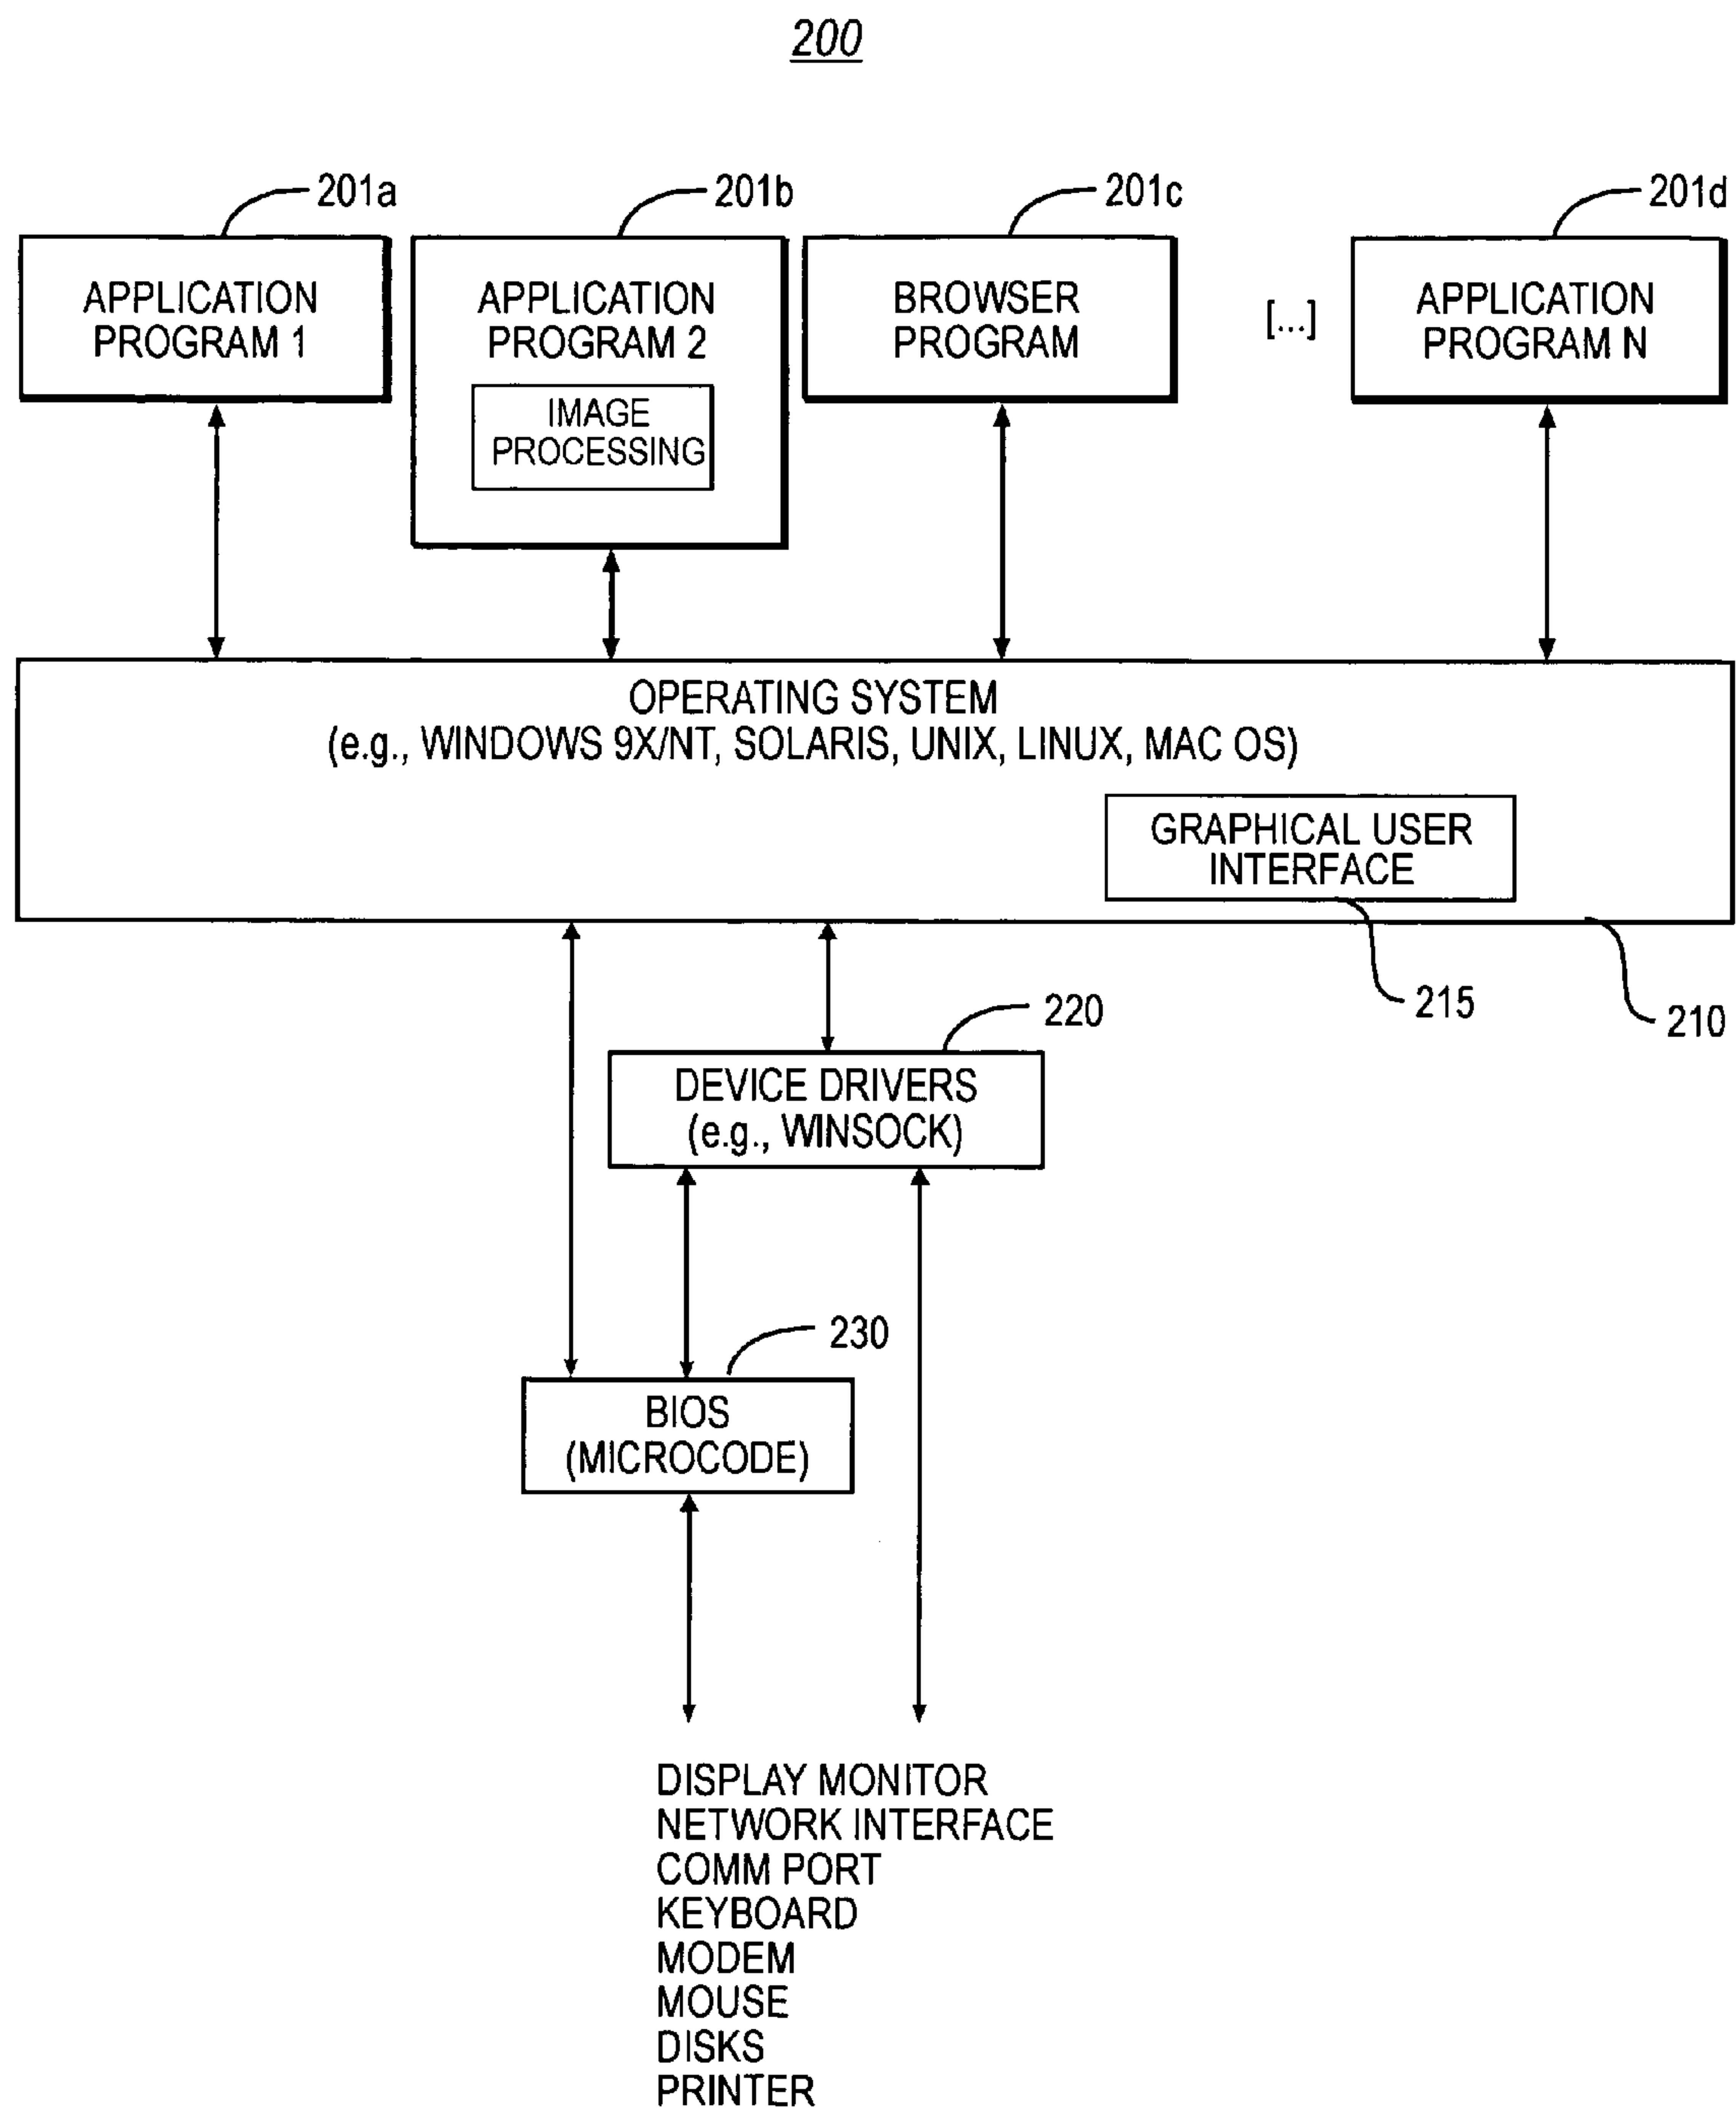 200
201a
201b
201c
201d
APPLICATION
PROGRAM 1
APPLICATION
PROGRAM 2
IMAGE
PROCESSING
BROWSER
PROGRAM
[...]
APPLICATION
PROGRAM N
OPERATING SYSTEM
(e.g., WINDOWS 9X/NT, SOLARIS, UNIX, LINUX, MAC OS)
GRAPHICAL USER
INTERFACE
215
210
220
DEVICE DRIVERS
(e.g., WINSOCK)
230
BIOS
(MICROCODE)
DISPLAY MONITOR
NETWORK INTERFACE
COMM PORT
KEYBOARD
MODEM
MOUSE
DISKS
PRINTER